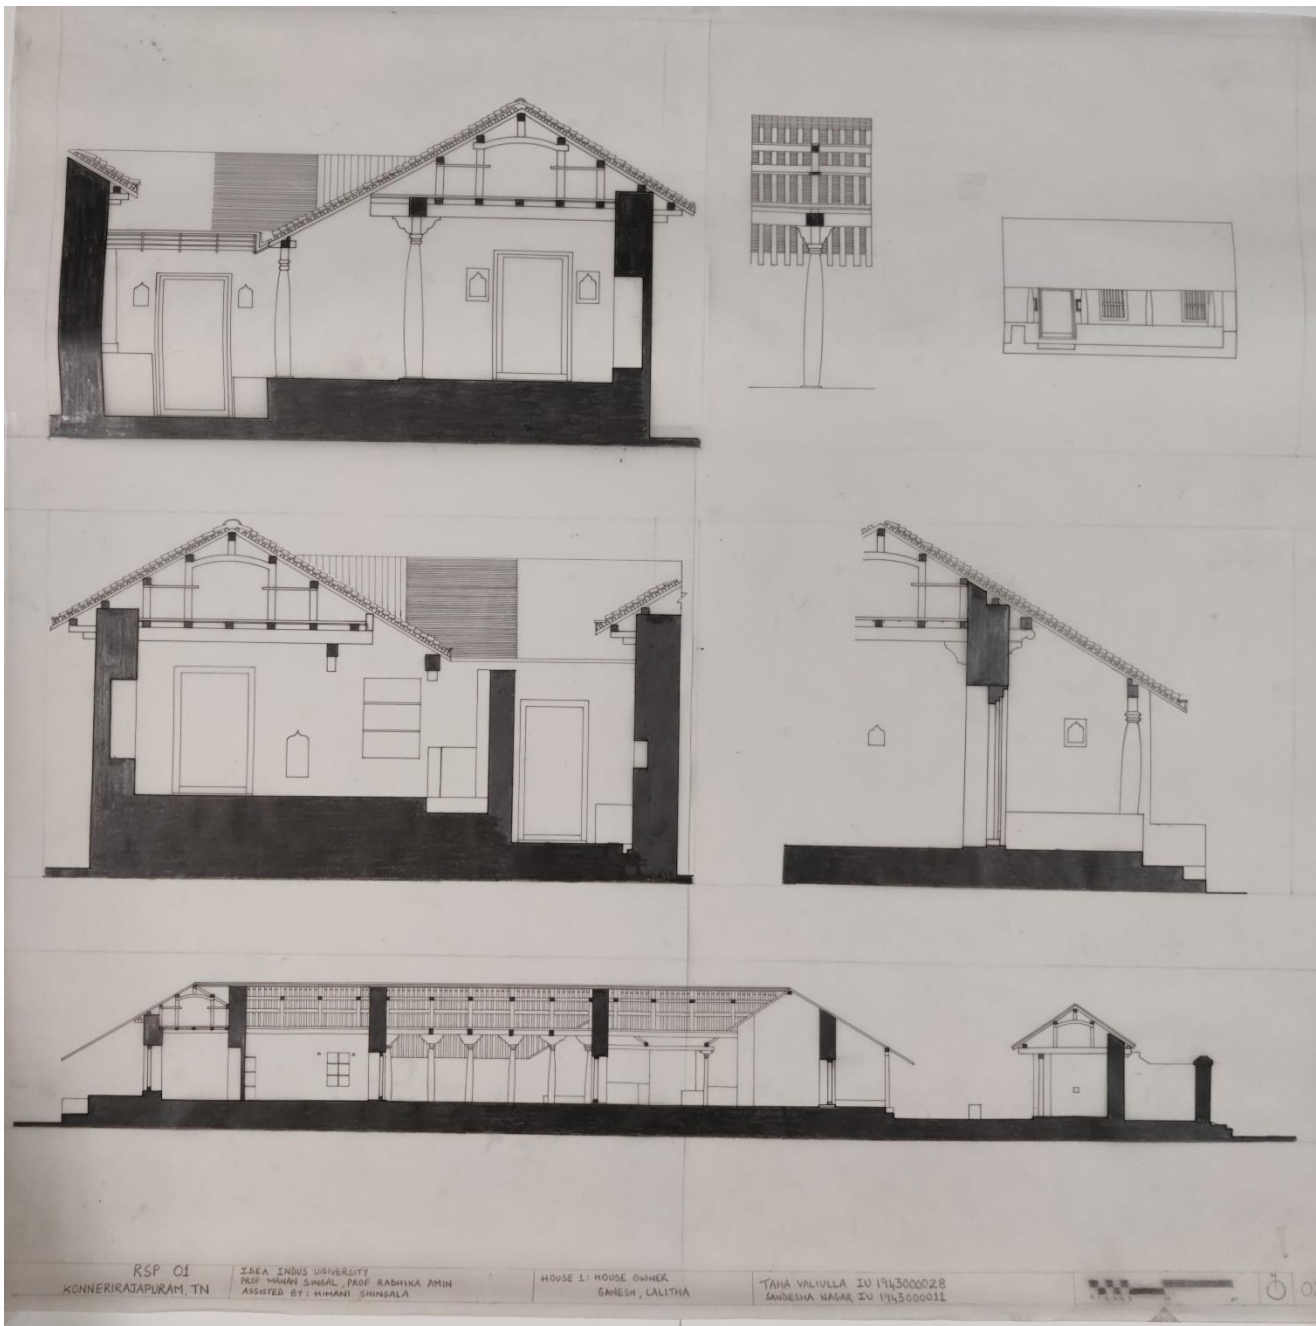 RSP 01
KONNERIRAJAPURAM, TN
IDEA INDUS UNIVERSITY
PROF MANAN SINGAL, PROF RADHIKA AMIN
ASSISTED BY: HIMANI SHINGALA
HOUSE 1: HOUSE OWNER
GANESH, LALITHA
TAHA VALIULLA IU 1943000028
SANDESHA NAGAR IU 1943000011
N